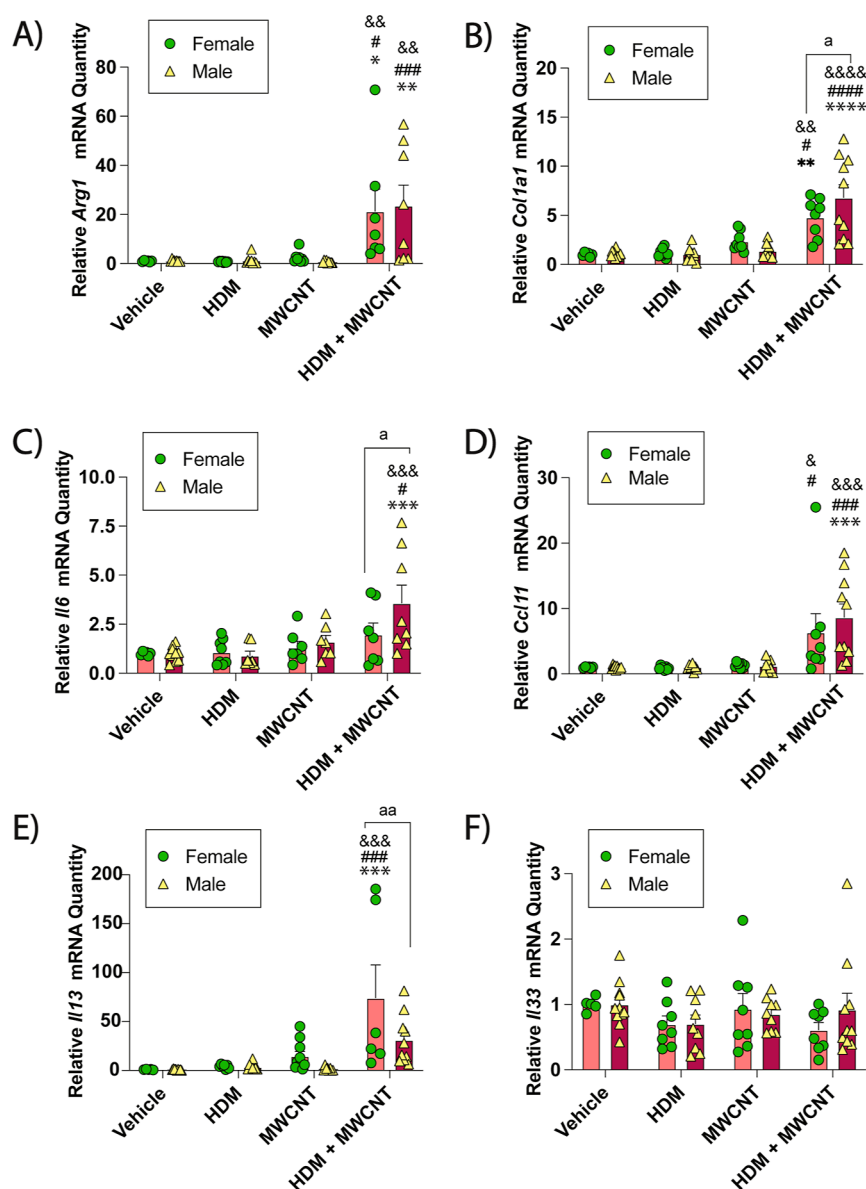 A)
Female
Male
&&
#
*
&&
###
**
Relative Arg1 mRNA Quantity
80
60
40
20
0
Vehicle
HDM
MWCNT
HDM + MWCNT
B)
Female
Male
a
&&
#
**
&&&&
####
****
Relative Col1a1 mRNA Quantity
20
15
10
5
0
Vehicle
HDM
MWCNT
HDM + MWCNT
C)
Female
Male
a
&&&
#
***
Relative Il6 mRNA Quantity
10.0
7.5
5.0
2.5
0.0
Vehicle
HDM
MWCNT
HDM + MWCNT
D)
Female
Male
&
#
&&&
###
***
Relative Ccl11 mRNA Quantity
30
20
10
0
Vehicle
HDM
MWCNT
HDM + MWCNT
E)
Female
Male
aa
&&&
###
***
Relative Il13 mRNA Quantity
200
150
100
50
0
Vehicle
HDM
MWCNT
HDM + MWCNT
F)
Female
Male
Relative Il33 mRNA Quantity
3
2
1
0
Vehicle
HDM
MWCNT
HDM + MWCNT